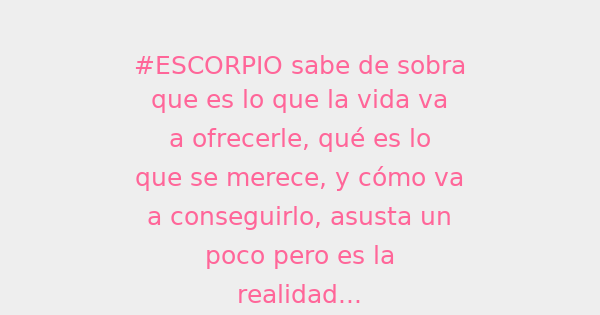 #ESCORPIO sabe de sobra
que es lo que la vida va
a ofrecerle, qué es lo
que se merece, y cómo va
a conseguirlo, asusta un
poco pero es la
realidad...